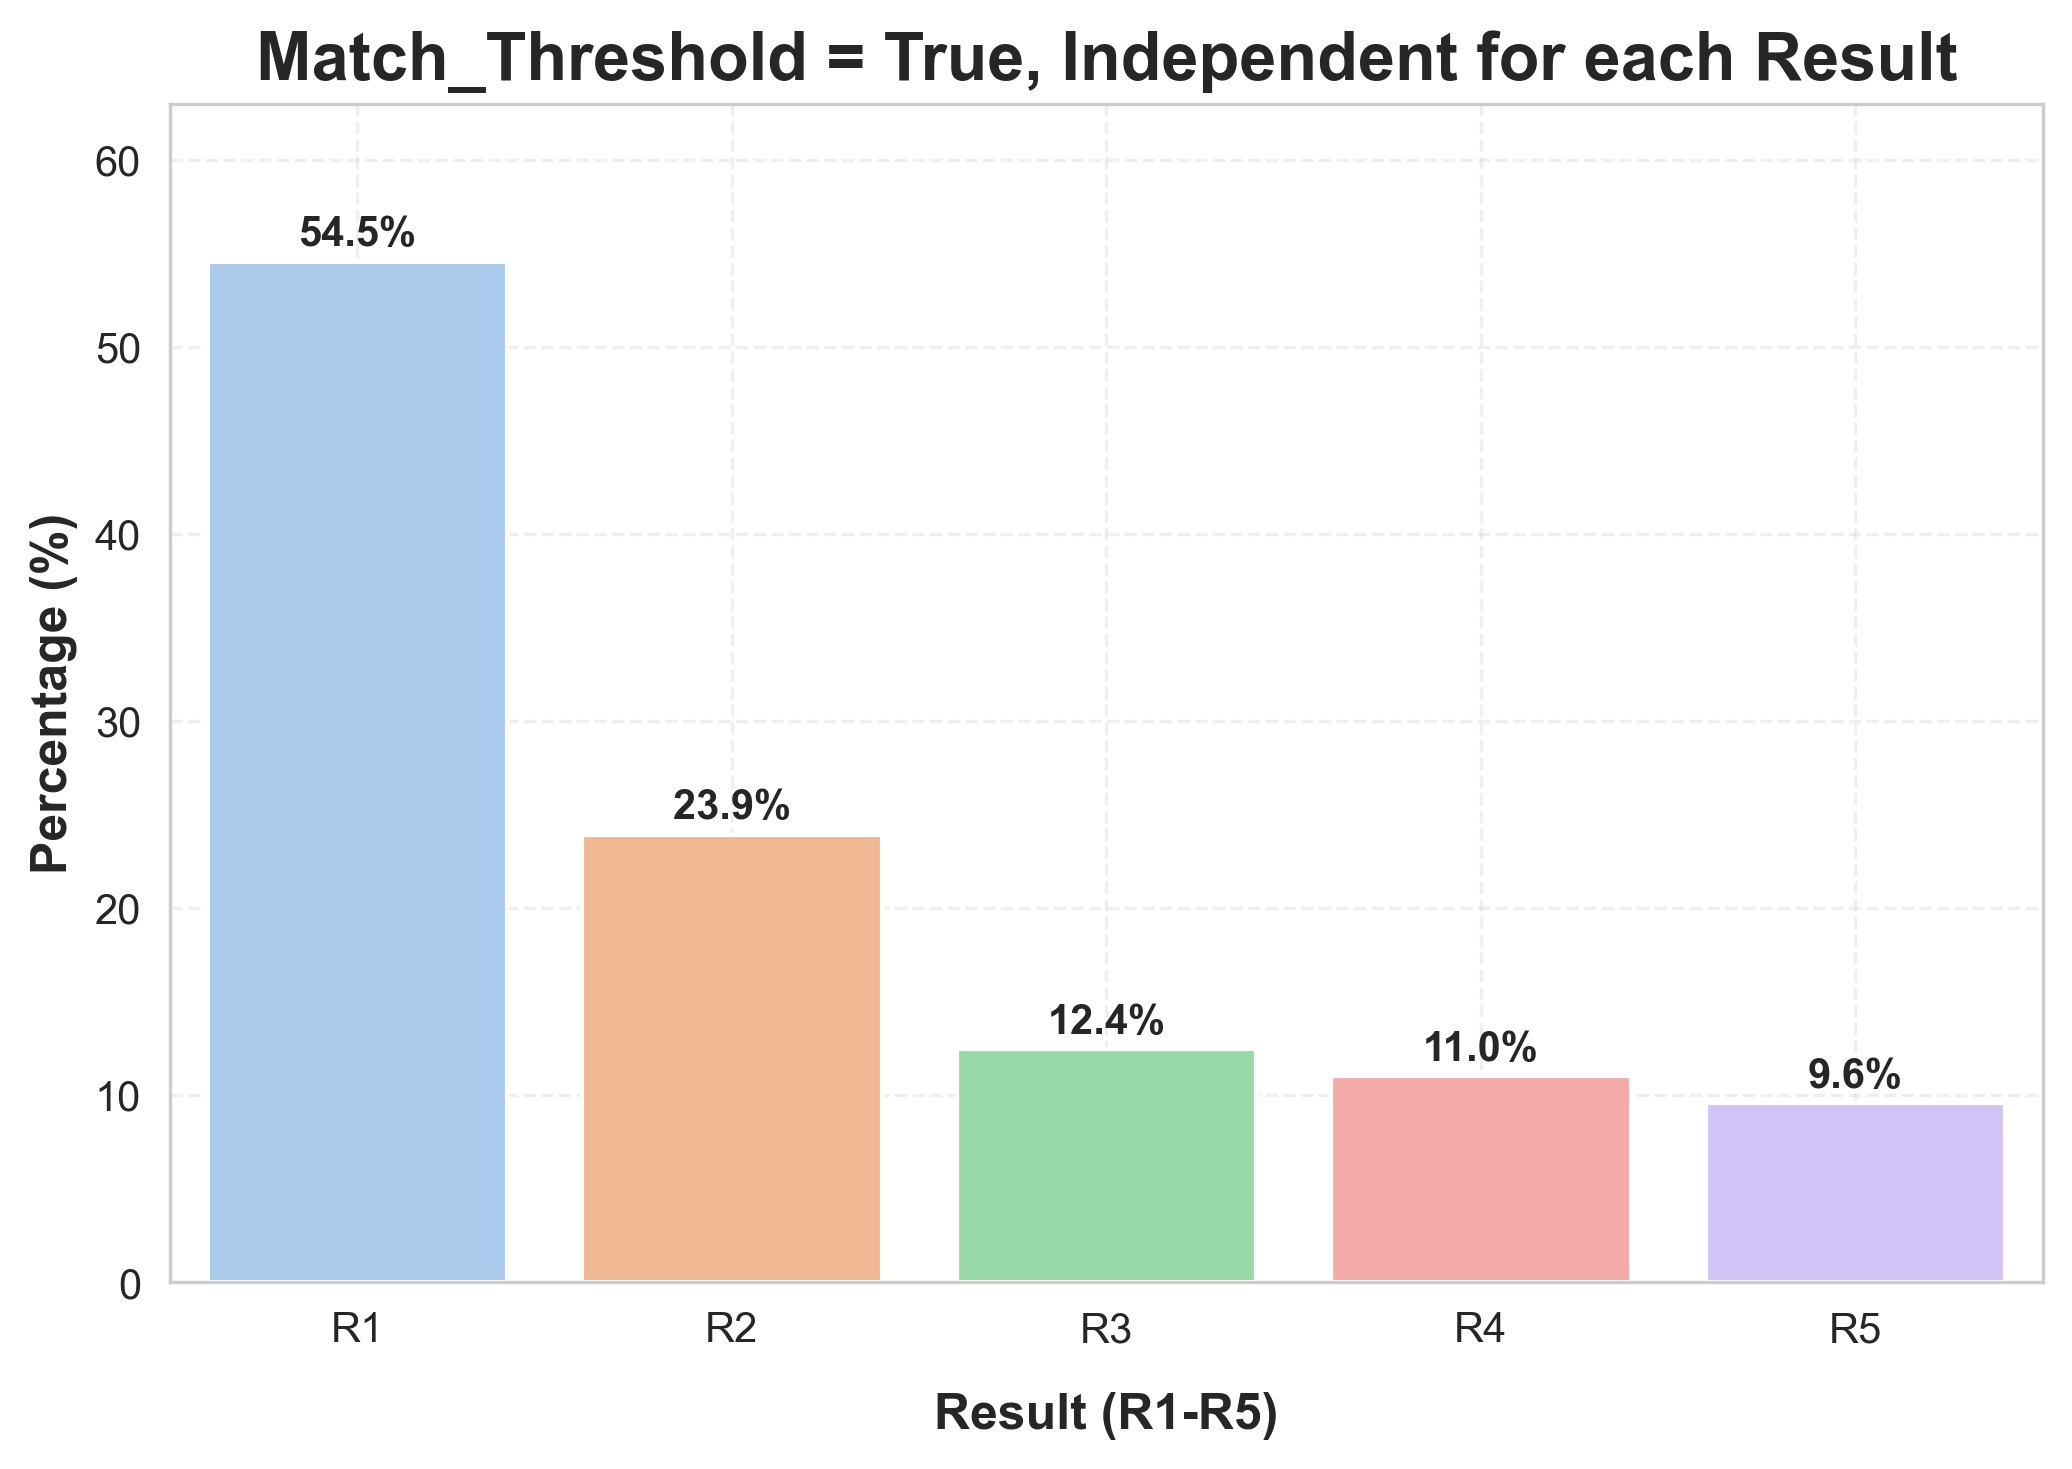 Match_Threshold = True, Independent for each Result
Percentage (%)
60
50
40
30
20
10
0
54.5%
23.9%
12.4%
11.0%
9.6%
R1
R2
R3
R4
R5
Result (R1-R5)